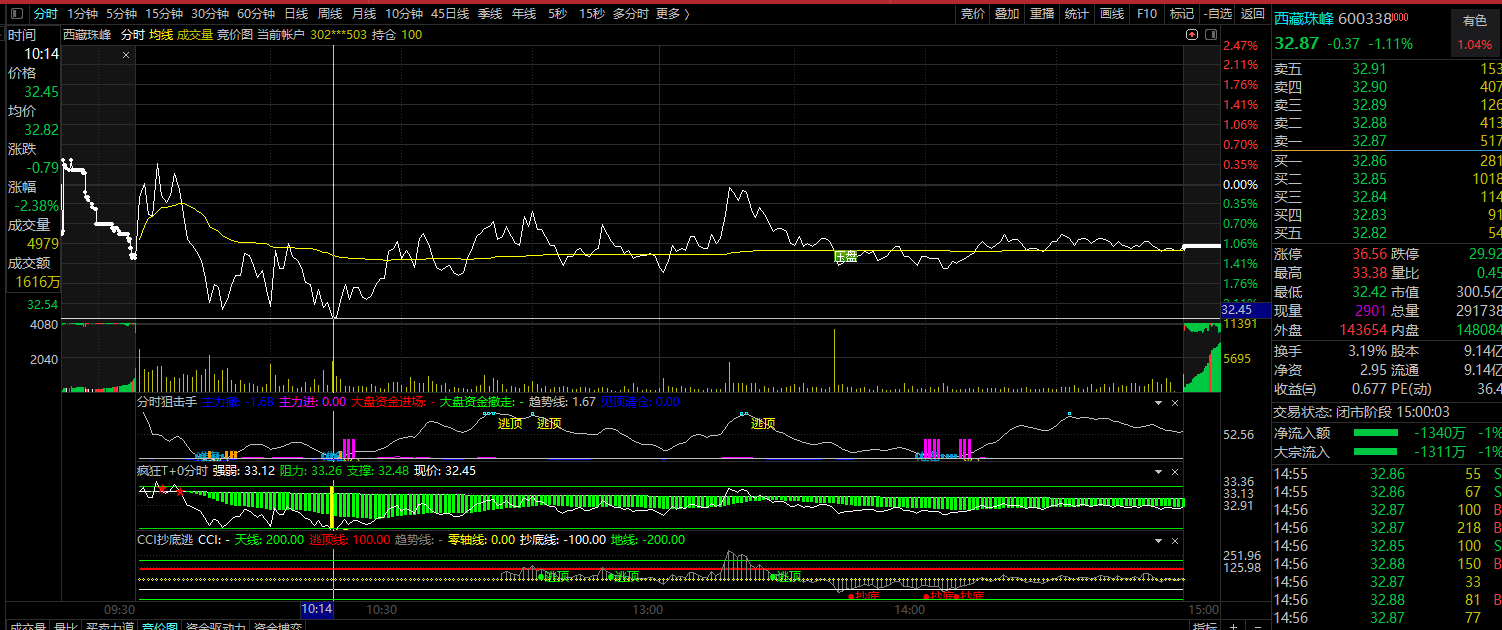 分时 1分钟 5分钟 15分钟 30分钟 60分钟 日线 周线 月线 10分钟 45日线 季线 年线 5秒 15秒 多分时 更多 〉 竞价 叠加 重播 统计 画线 F10 标记 -自选 返回
西藏珠峰 分时 均线 成交量 竞价图 当前帐户 302***503 持仓 100
时间
10:14
价格
32.45
均价
32.82
涨跌
-0.79
涨幅
-2.38%
成交量
4979
成交额
1616万
32.54
4080
2040
2.47%
2.11%
1.76%
1.41%
1.06%
0.70%
0.35%
0.00%
0.35%
0.70%
1.06%
1.41%
1.76%
32.45
11391
5695
压盘
分时狙击手 主力撤: -1.68 主力进: 0.00 大盘资金进场: - 大盘资金撤走: - 趋势线: 1.67 见顶清仓: 0.00
逃顶 逃顶 逃顶
52.56
疯狂T+0分时 强弱: 33.12 阻力: 33.26 支撑: 32.48 现价: 32.45
33.36
33.13
32.91
CCI抄底逃 CCI: - 天线: 200.00 逃顶线: 100.00 趋势线: - 零轴线: 0.00 抄底线: -100.00 地线: -200.00
251.96
125.98
逃顶 逃顶 逃顶
抄底 抄底 抄底
09:30 10:14 10:30 13:00 14:00 15:00
成交量 量比 买卖力道 竞价图 资金驱动力 资金博弈 指标 + -
西藏珠峰 600338
有色
1.04%
32.87 -0.37 -1.11%
卖五 32.91 153
卖四 32.90 407
卖三 32.89 126
卖二 32.88 413
卖一 32.87 517
买一 32.86 281
买二 32.85 1018
买三 32.84 114
买四 32.83 91
买五 32.82 54
涨停 36.56 跌停 29.92
最高 33.38 量比 0.45
最低 32.42 市值 300.5亿
现量 2901 总量 291738
外盘 143654 内盘 148084
换手 3.19% 股本 9.14亿
净资 2.95 流通 9.14亿
收益㈢ 0.677 PE(动) 36.4
交易状态: 闭市阶段 15:00:03
净流入额 -1340万 -1%
大宗流入 -1311万 -1%
14:55 32.86 55 S
14:55 32.86 67 S
14:56 32.87 100 B
14:56 32.87 218 B
14:56 32.85 100 S
14:56 32.88 150 B
14:56 32.87 33
14:56 32.88 81 B
14:56 32.87 77